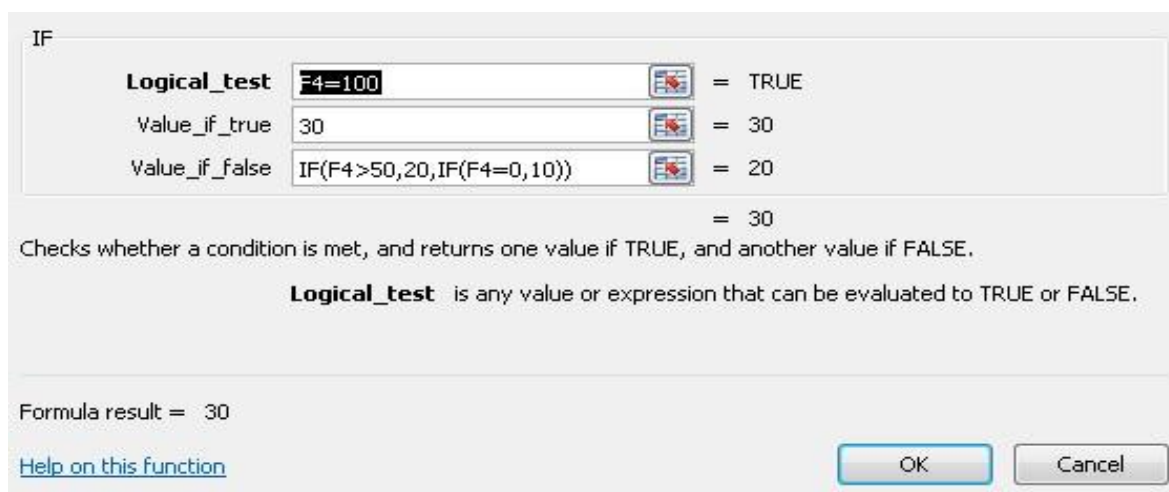 IF
Logical_test F4=100 = TRUE
Value_if_true 30 = 30
Value_if_false IF(F4>50,20,IF(F4=0,10)) = 20
= 30
Checks whether a condition is met, and returns one value if TRUE, and another value if FALSE.
Logical_test is any value or expression that can be evaluated to TRUE or FALSE.
Formula result = 30
Help on this function OK Cancel